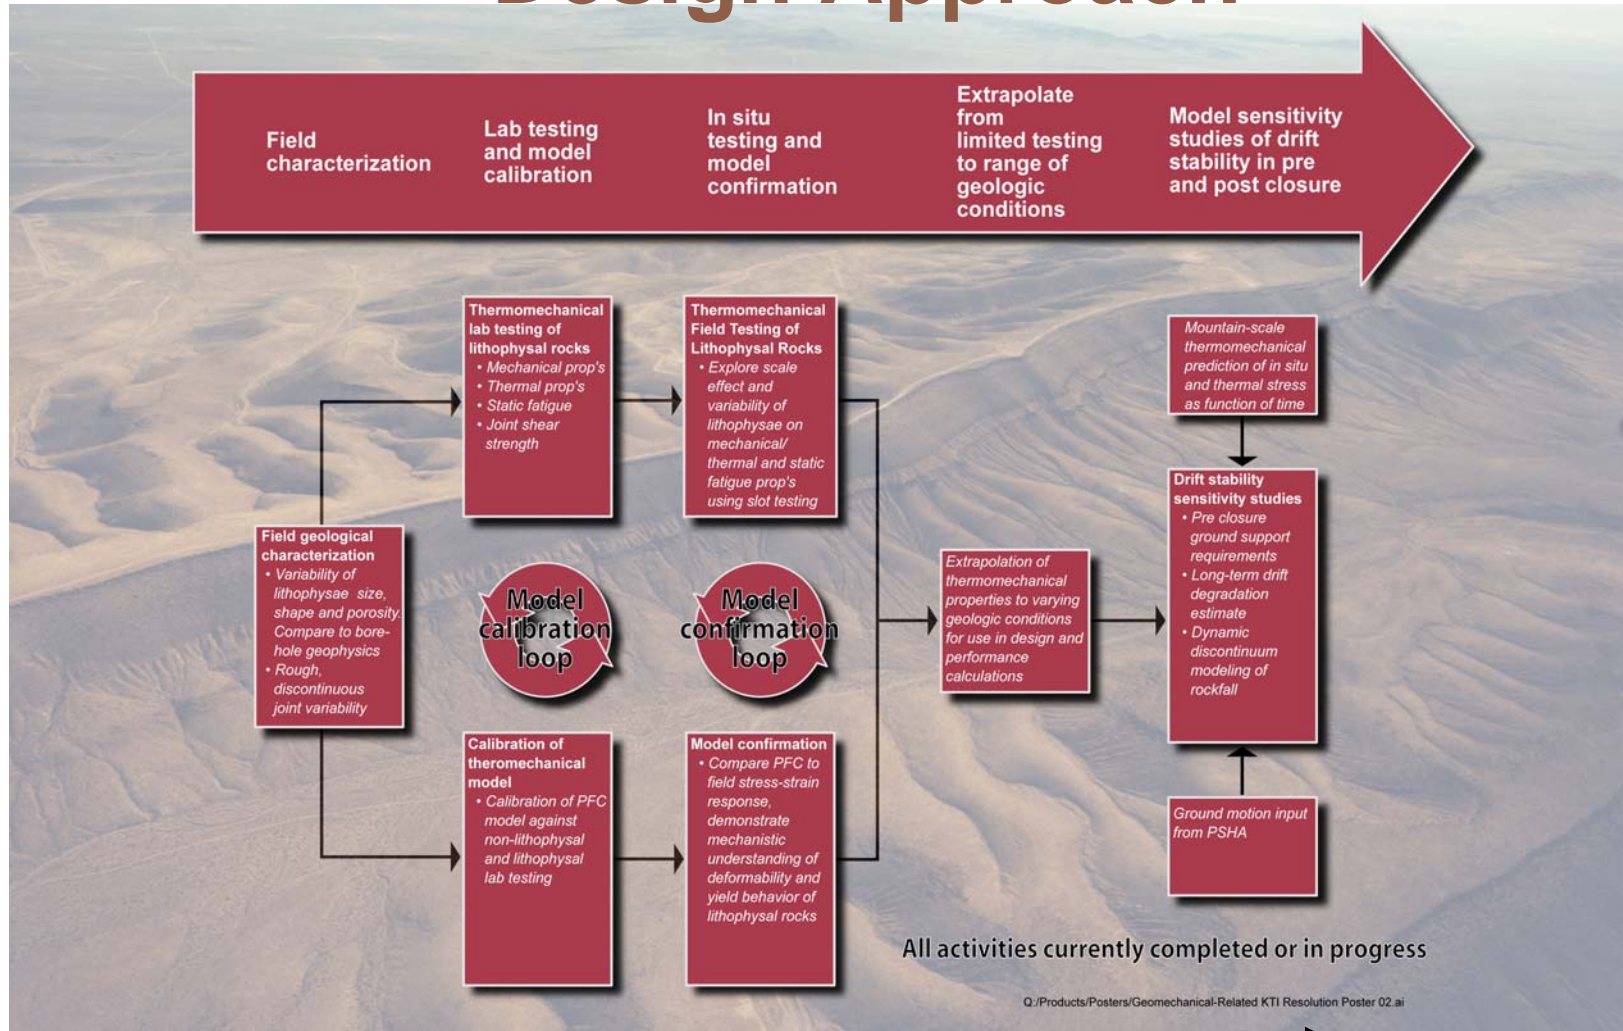 Design Approach
Field
characterization
Lab testing
and model
calibration
In situ
testing and
model
confirmation
Extrapolate
from
limited testing
to range of
geologic
conditions
Model sensitivity
studies of drift
stability in pre
and post closure
Field geological
characterization
• Variability of
lithophysae size,
shape and porosity.
Compare to bore-
hole geophysics
• Rough,
discontinuous
joint variability
Thermomechanical
lab testing of
lithophysal rocks
• Mechanical prop's
• Thermal prop's
• Static fatigue
• Joint shear
strength
Thermomechanical
Field Testing of
Lithophysal Rocks
• Explore scale
effect and
variability of
lithophysae on
mechanical/
thermal and static
fatigue prop's
using slot testing
Model
calibration
loop
Model
confirmation
loop
Calibration of
theromechanical
model
• Calibration of PFC
model against
non-lithophysal
and lithophysal
lab testing
Model confirmation
• Compare PFC to
field stress-strain
response,
demonstrate
mechanistic
understanding of
deformability and
yield behavior of
lithophysal rocks
Extrapolation of
thermomechanical
properties to varying
geologic conditions
for use in design and
performance
calculations
Mountain-scale
thermomechanical
prediction of in situ
and thermal stress
as function of time
Drift stability
sensitivity studies
• Pre closure
ground support
requirements
• Long-term drift
degradation
estimate
• Dynamic
discontinuum
modeling of
rockfall
Ground motion input
from PSHA
All activities currently completed or in progress
Q:/Products/Posters/Geomechanical-Related KTI Resolution Poster 02.ai